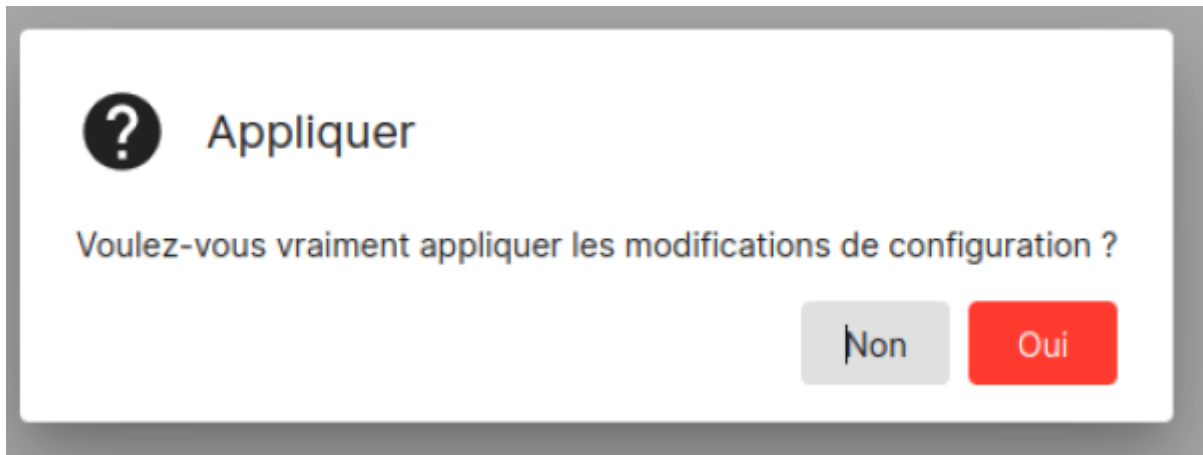 Appliquer
Voulez-vous vraiment appliquer les modifications de configuration ?
Non Oui